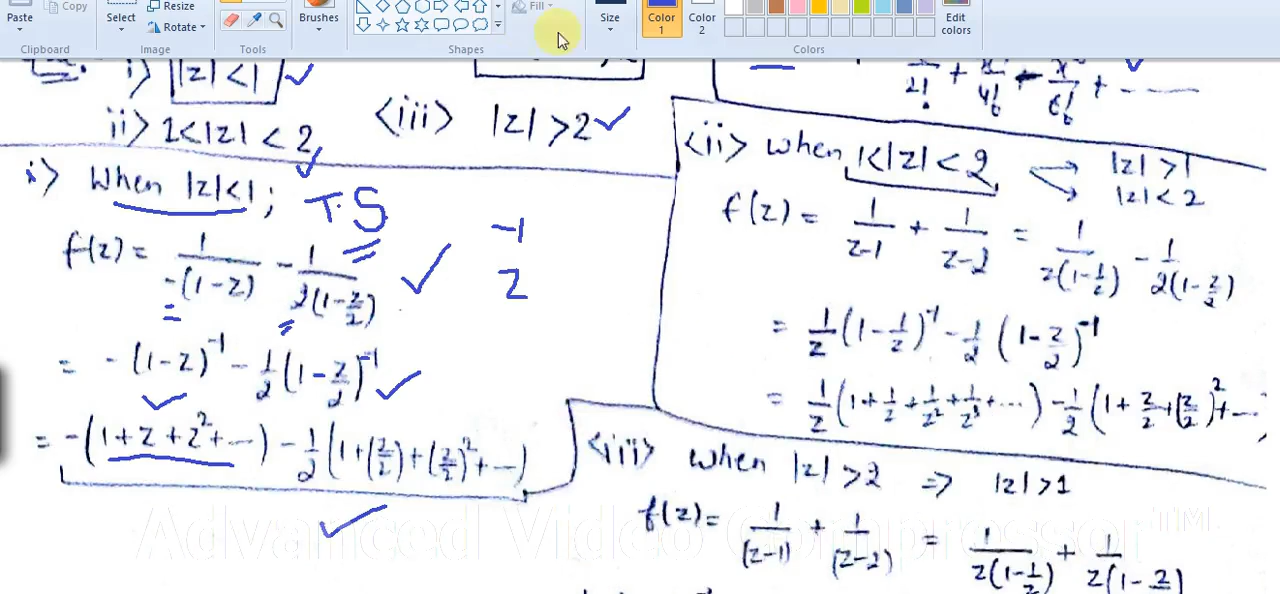 Paste
Copy
Select
Resize
Rotate
Brushes
Fill
Size
Color 1
Color 2
Edit colors
Clipboard
Image
Tools
Shapes
Colors
i) |z| < 1
ii) 2 < |z| < 2
<iii> |z| > 2
2! + 4! + 6! + - - - -
i) When |z| < 1 ; T.S
f(z) = 1/-(1-z) - 1/2(1-z/2)
-1
z
= -(1-z)^-1 - 1/2 (1-z/2)^-1
= -(1+z+z²+---) - 1/2 (1+(z/2)+(z/2)²+---)
<ii> when 1<|z|<2 → |z|>1
→ |z|<2
f(z) = 1/z-1 + 1/z-2 = 1/z(1-1/z) - 1/2(1-z/2)
= 1/z (1-1/z)^-1 - 1/2 (1-z/2)^-1
= 1/z (1+1/z+1/z²+1/z³+...) - 1/2 (1+z/2+(z/2)²+---
<iii> when |z| > 2 ⇒ |z| > 1
f(z) = 1/(z-1) + 1/(z-2) = 1/z(1-1/z) + 1/z(1-2
Advanced Video Compressor™